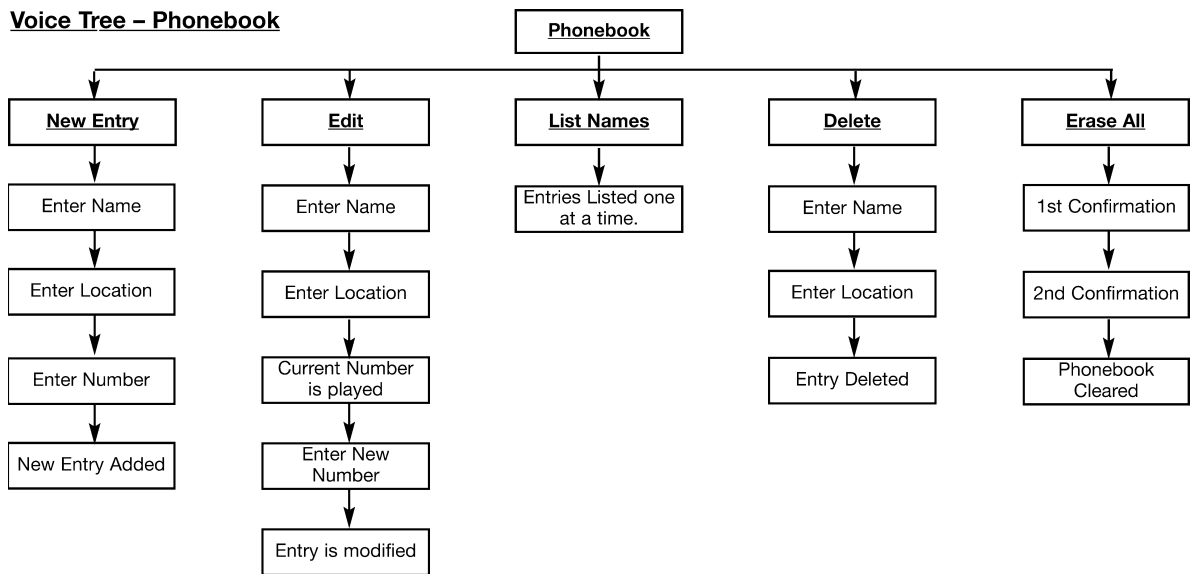 Voice Tree – Phonebook
Phonebook
New Entry
Edit
List Names
Delete
Erase All
Enter Name
Enter Name
Entries Listed one
at a time.
Enter Name
1st Confirmation
Enter Location
Enter Location
Enter Location
2nd Confirmation
Enter Number
Current Number
is played
Entry Deleted
Phonebook
Cleared
New Entry Added
Enter New
Number
Entry is modified